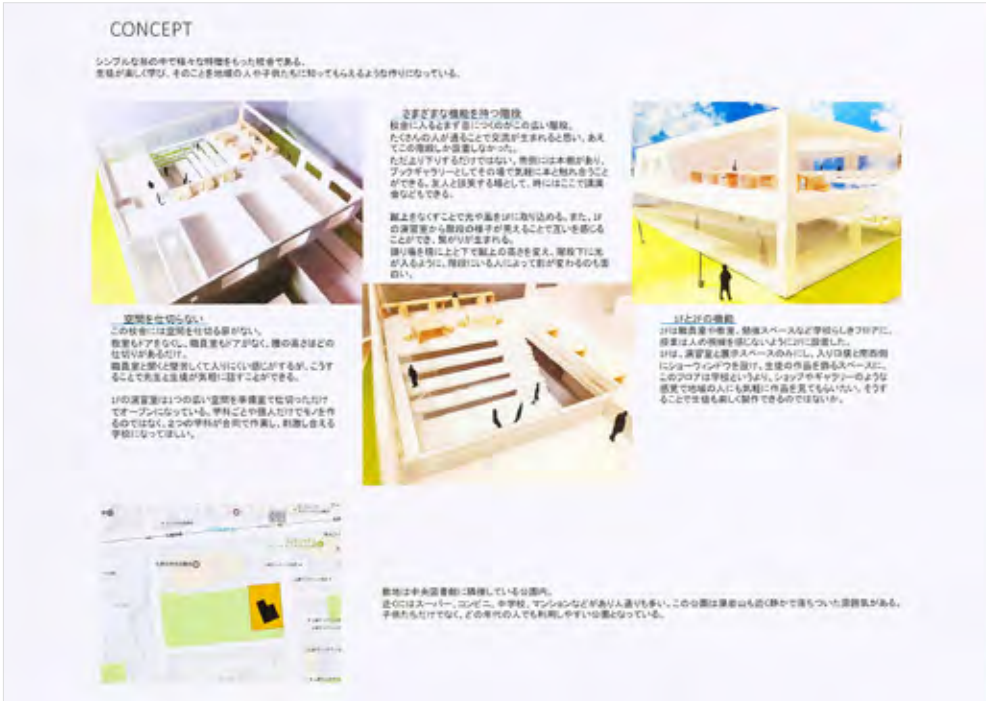 CONCEPT
シンプルな形の中で様々な特徴をもった校舎である。
生徒が楽しく学び、そのことを地域の人や子供たちに知ってもらえるような作りになっている。
さまざまな機能を持つ階段
校舎に入るとまず目につくのがこの広い階段。
たくさんの人が通ることで交流が生まれると思い、あえ
てこの階段しか設置しなかった。
ただ上り下りするだけではない。両側には本棚があり、
ブックギャラリーとしてその場で気軽に本と触れ合うこと
ができる。友人と談笑する場として、時にはここで講演
会などもできる。
蹴上をなくすことで光や風を1Fに取り込める。また、1F
の演習室から階段の様子が見えることで互いを感じる
ことができ、繋がりが生まれる。
踊り場を境に上と下で蹴上の高さを変え、階段下に光
が入るように、階段にいる人によって影が変わるのも面
白い。
空間を仕切らない
この校舎には空間を仕切る扉がない。
教室もドアをなくし、職員室もドアがなく、腰の高さほどの
仕切りがあるだけ。
職員室と聞くと堅苦しくて入りにくい感じがするが、こうす
ることで先生と生徒が気軽に話すことができる。
1Fの演習室は1つの広い空間を準備室で仕切っただけ
でオープンになっている。学科ごとや個人だけでモノを作
るのではなく、2つの学科が合同で作業し、刺激し合える
学校になってほしい。
1Fと2Fの機能
2Fは職員室や教室、勉強スペースなど学校らしきフロアに、
授業は人の視線を感じないように2Fに設置した。
1Fは、演習室と展示スペースのみにし、入り口横と南西側
にショーウィンドウを設け、生徒の作品を飾るスペースに。
このフロアは学校というより、ショップやギャラリーのような
感覚で地域の人にも気軽に作品を見てもらいたい。そうす
ることで生徒も楽しく製作できるのではないか。
敷地は中央図書館に隣接している公園内。
近くにはスーパー、コンビニ、中学校、マンションなどがあり人通りも多い。この公園は
も近く静かで落ちついた雰囲気がある。
子供たちだけでなく、どの年代の人でも利用しやすい公園となっている。